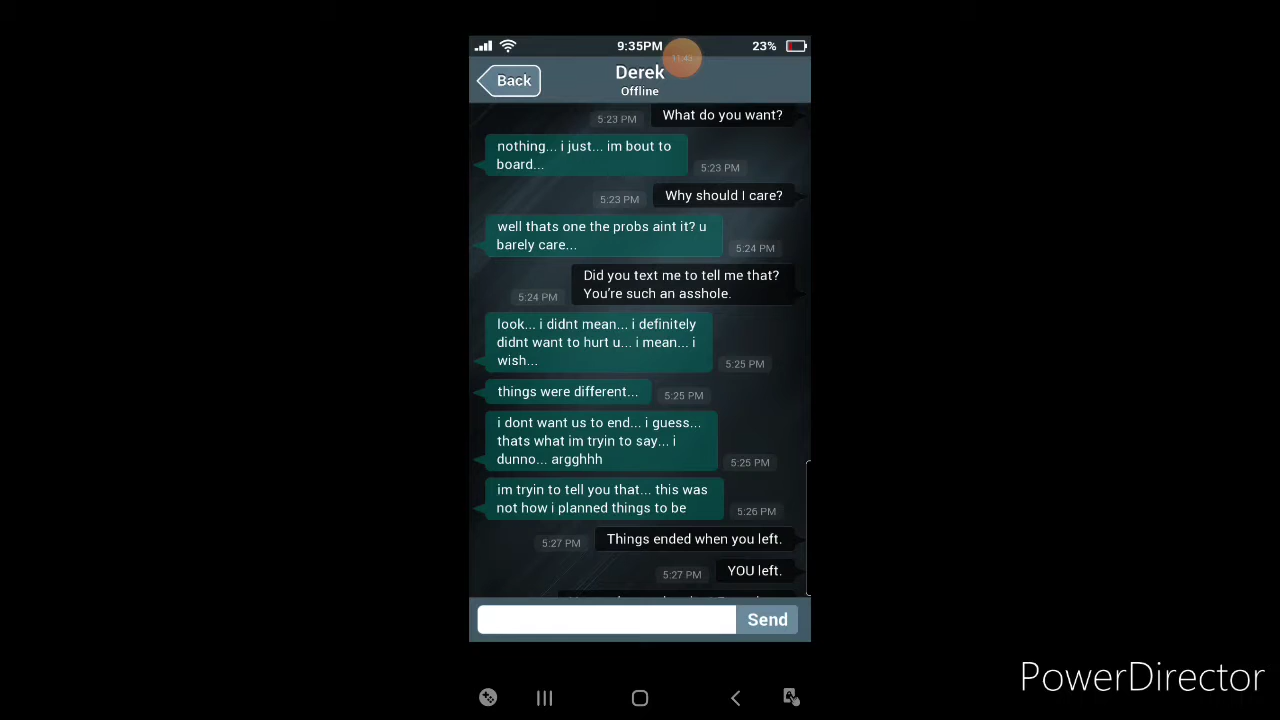 9:35PM
23%
11:43
Back
Derek
Offline
What do you want?
5:23 PM
nothing... i just... im bout to
board...
5:23 PM
Why should I care?
5:23 PM
well thats one the probs aint it? u
barely care...
5:24 PM
Did you text me to tell me that?
You're such an asshole.
5:24 PM
look... i didnt mean... i definitely
didnt want to hurt u... i mean... i
wish...
5:25 PM
things were different...
5:25 PM
i dont want us to end... i guess...
thats what im tryin to say... i
dunno... argghhh
5:25 PM
im tryin to tell you that... this was
not how i planned things to be
5:26 PM
Things ended when you left.
5:27 PM
YOU left.
5:27 PM
Send
PowerDirector